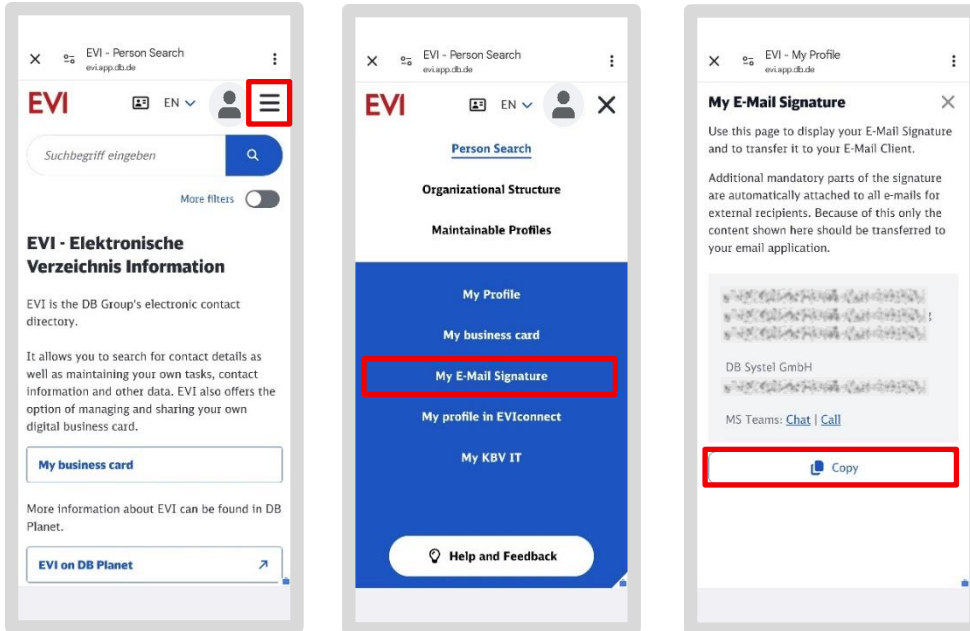 EVI - Person Search
evi.app.db.de
EVI
EN
Suchbegriff eingeben
More filters
EVI - Elektronische
Verzeichnis Information
EVI is the DB Group's electronic contact
directory.
It allows you to search for contact details as
well as maintaining your own tasks, contact
information and other data. EVI also offers the
option of managing and sharing your own
digital business card.
My business card
More information about EVI can be found in DB
Planet.
EVI on DB Planet
EVI - Person Search
evi.app.db.de
EVI
EN
Person Search
Organizational Structure
Maintainable Profiles
My Profile
My business card
My E-Mail Signature
My profile in EVIconnect
My KBV IT
Help and Feedback
EVI - My Profile
evi.app.db.de
My E-Mail Signature
Use this page to display your E-Mail Signature
and to transfer it to your E-Mail Client.
Additional mandatory parts of the signature
are automatically attached to all e-mails for
external recipients. Because of this only the
content shown here should be transferred to
your email application.
DB Systel GmbH
MS Teams: Chat | Call
Copy